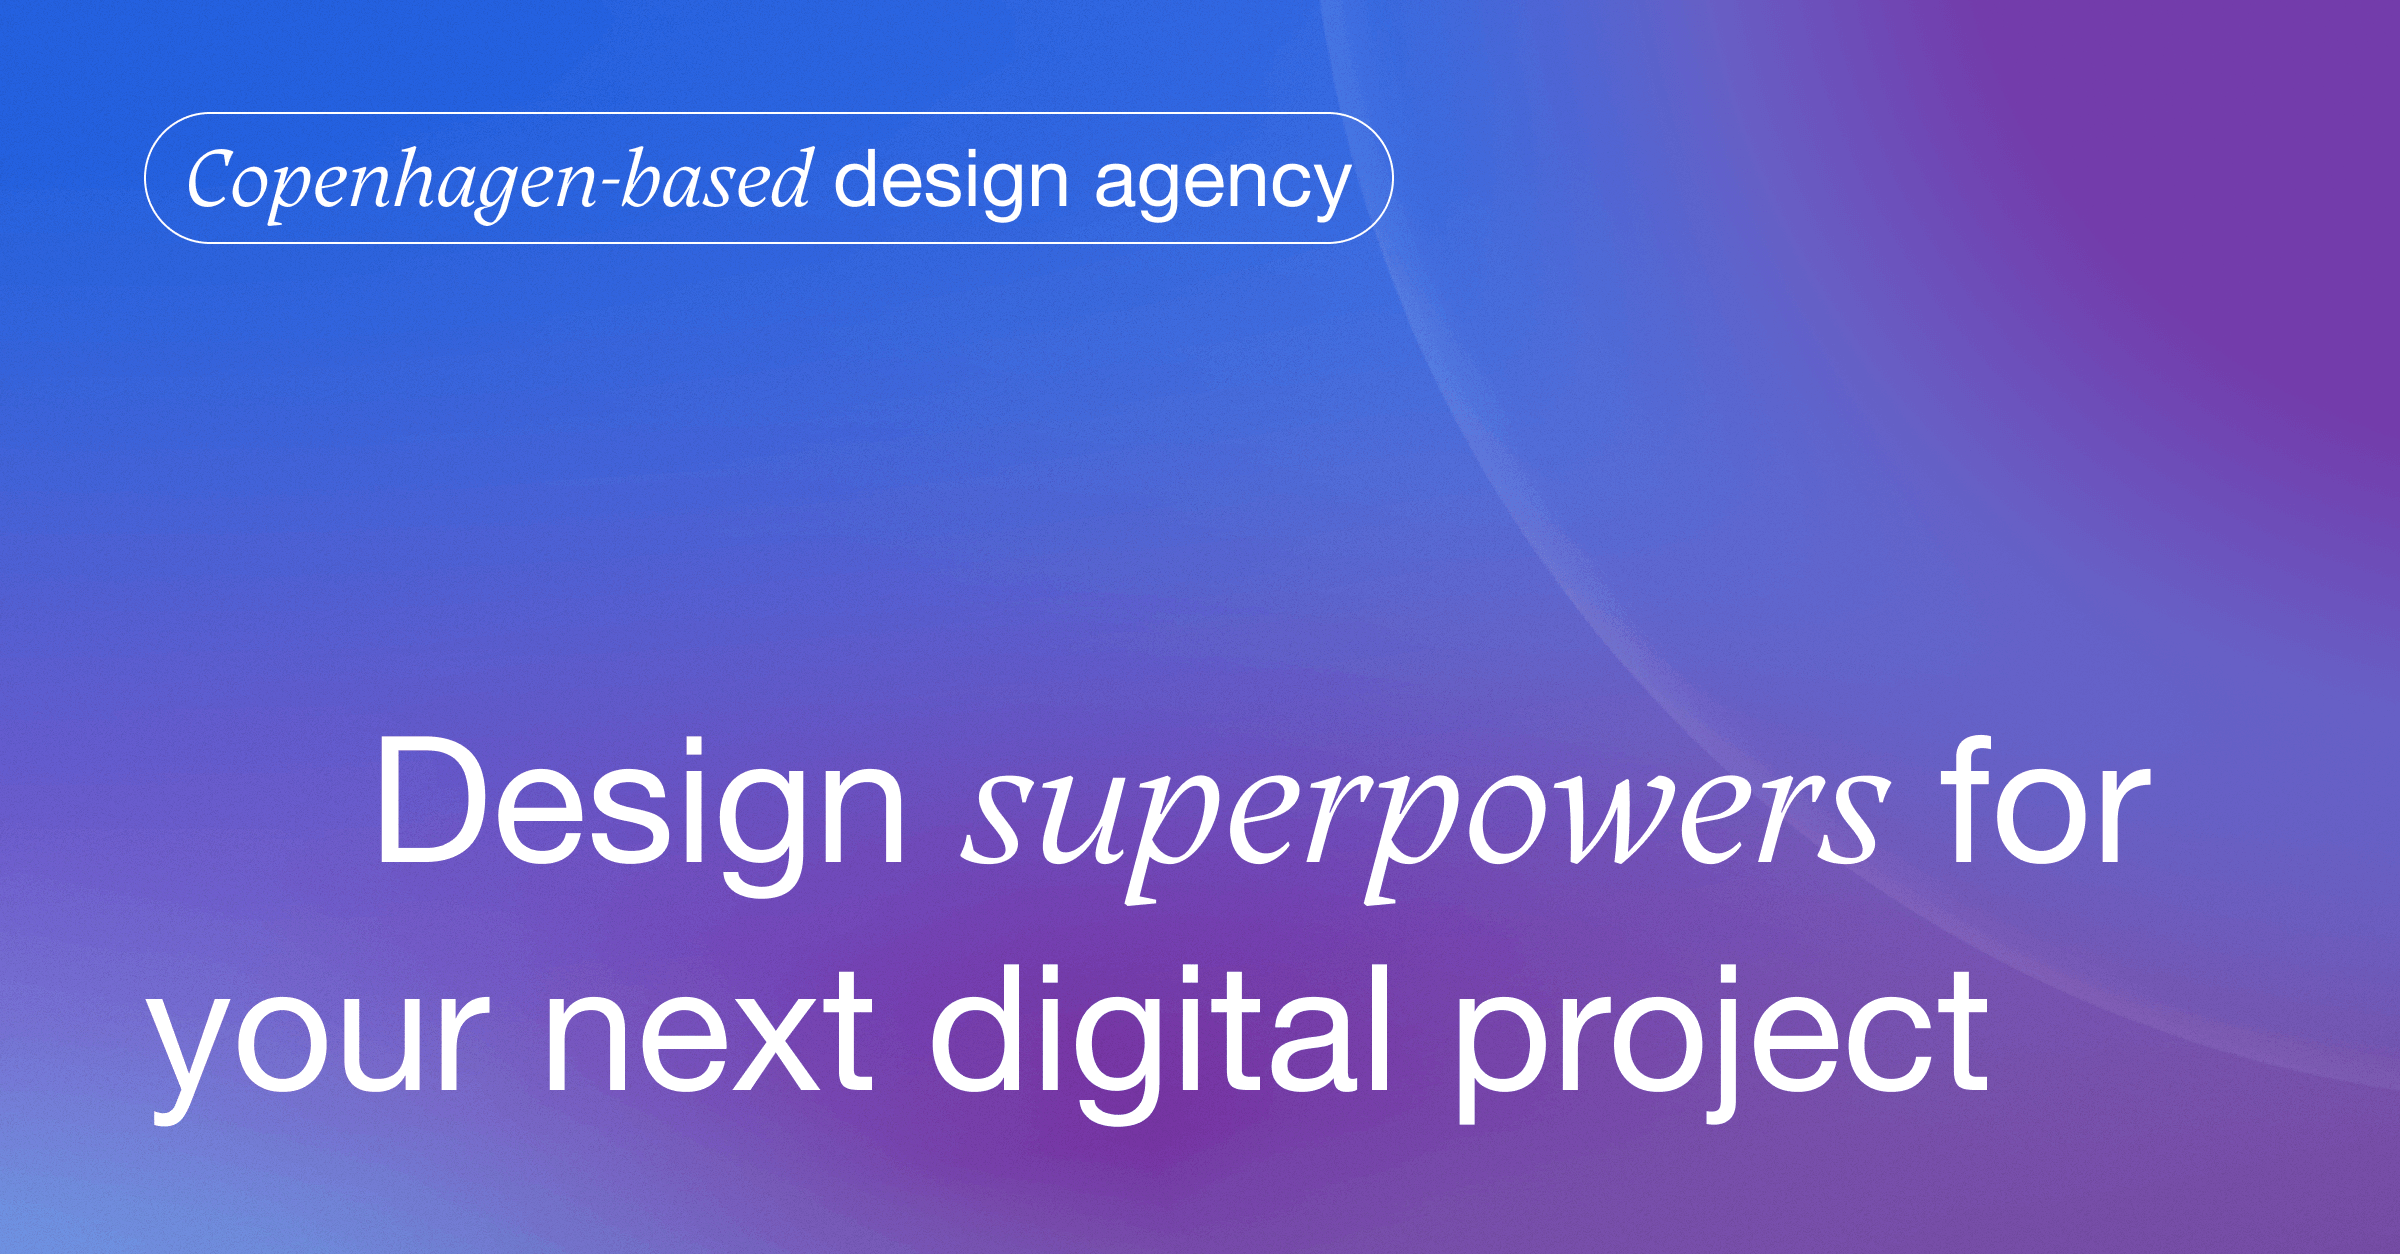 Copenhagen-based design agency
Design superpowers for
your next digital project